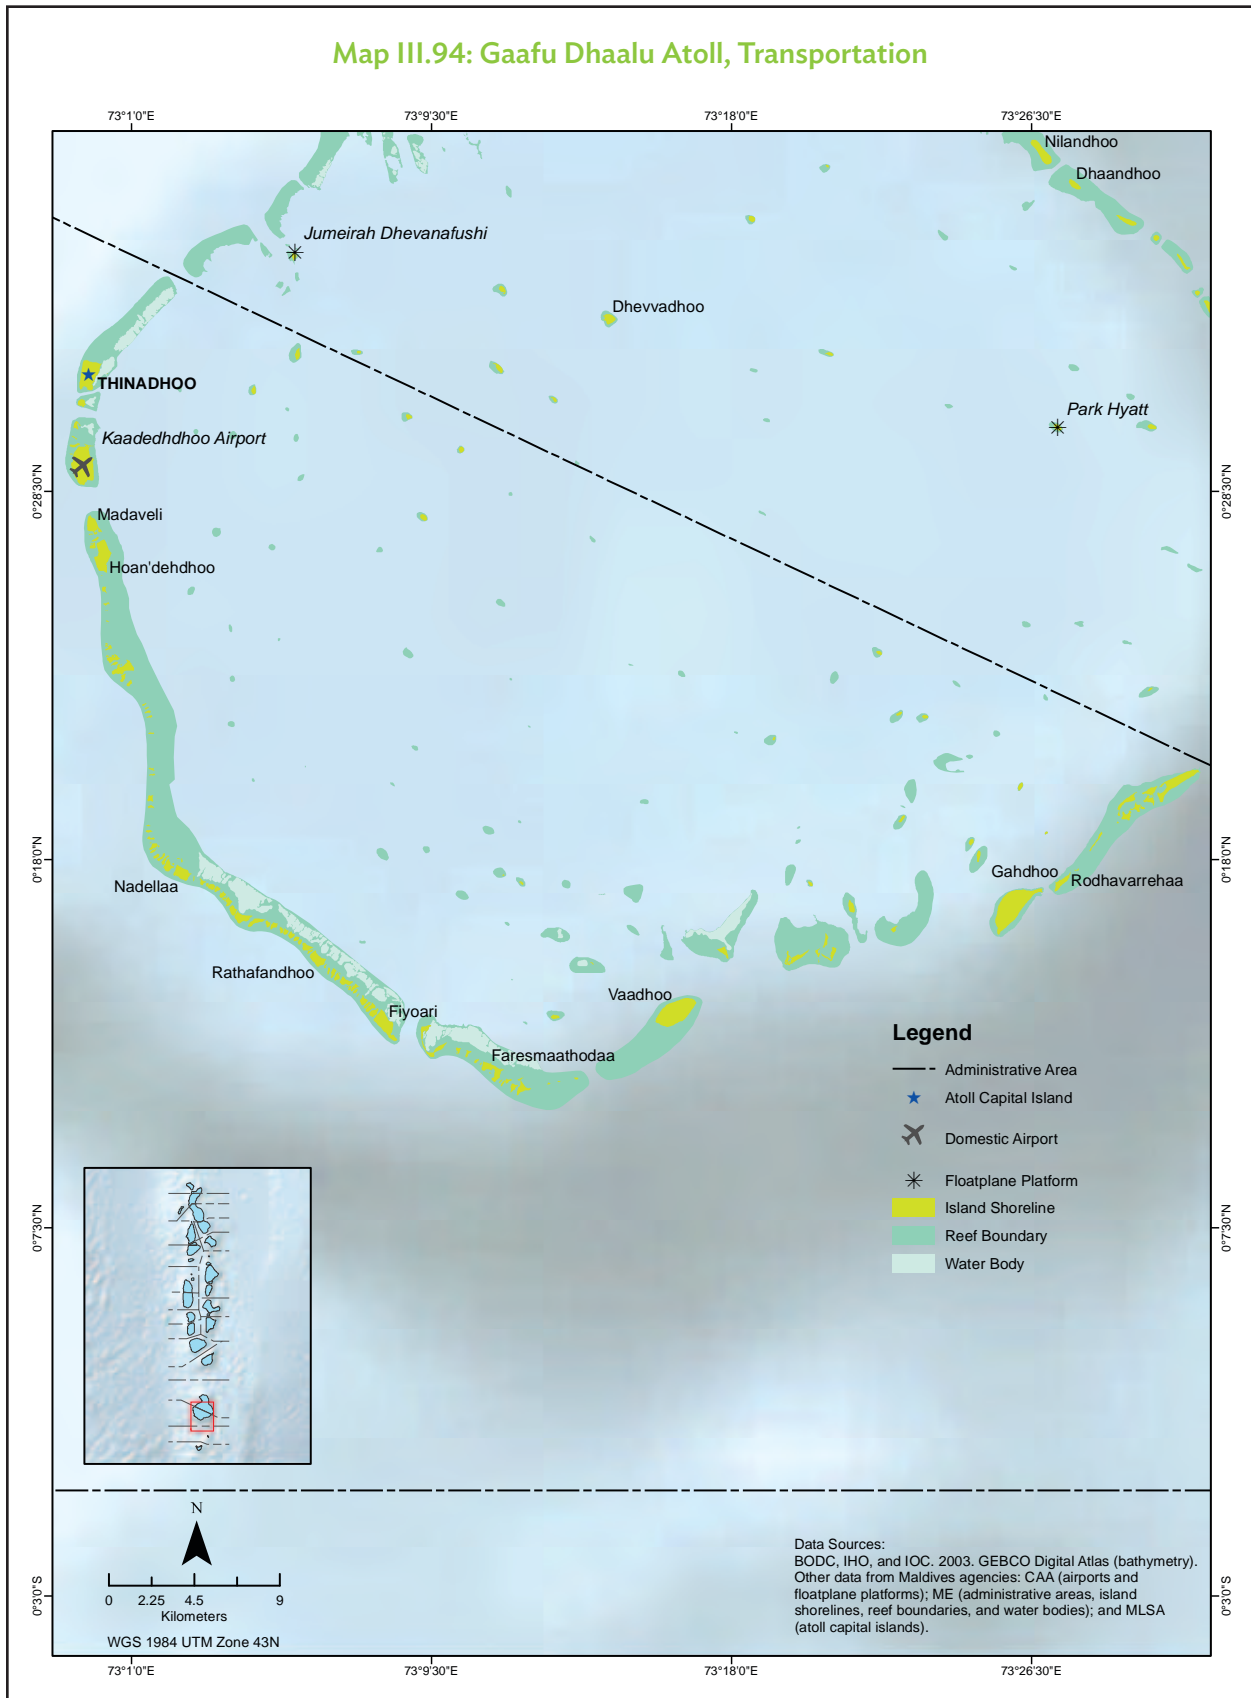 Map III.94: Gaafu Dhaalu Atoll, Transportation
73°1'0"E
73°9'30"E
73°18'0"E
73°26'30"E
Nilandhoo
Dhaandhoo
Jumeirah Dhevanafushi
Dhevvadhoo
THINADHOO
Park Hyatt
Kaadedhdhoo Airport
0°28'30"N
0°28'30"N
Madaveli
Hoan'dehdhoo
0°18'0"N
0°18'0"N
Gahdhoo
Rodhavarrehaa
Nadellaa
Rathafandhoo
Vaadhoo
Fiyoari
Faresmaathodaa
Legend
Administrative Area
Atoll Capital Island
Domestic Airport
Floatplane Platform
Island Shoreline
Reef Boundary
Water Body
0°7'30"N
0°7'30"N
N
0 2.25 4.5 9
Kilometers
WGS 1984 UTM Zone 43N
Data Sources:
BODC, IHO, and IOC. 2003. GEBCO Digital Atlas (bathymetry).
Other data from Maldives agencies: CAA (airports and
floatplane platforms); ME (administrative areas, island
shorelines, reef boundaries, and water bodies); and MLSA
(atoll capital islands).
0°3'0"S
0°3'0"S
73°1'0"E
73°9'30"E
73°18'0"E
73°26'30"E